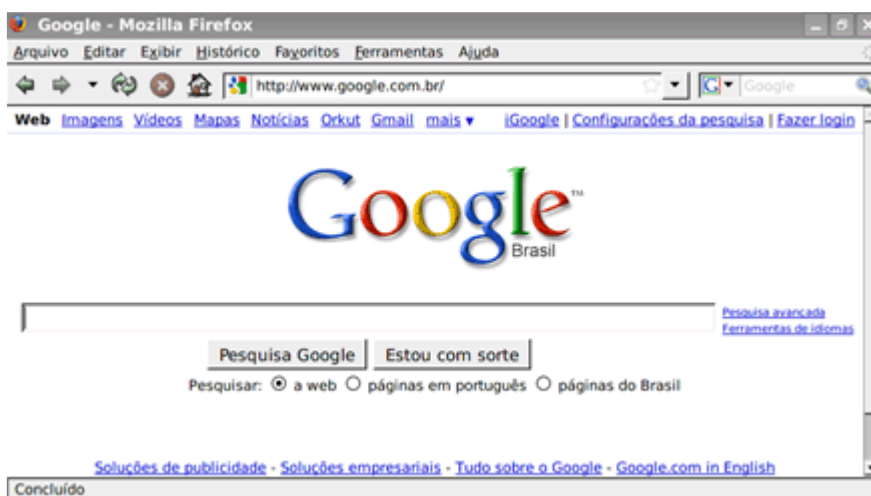 Google - Mozilla Firefox
Arquivo Editar Exibir Histórico Favoritos Ferramentas Ajuda
http://www.google.com.br/ Google
Web Imagens Vídeos Mapas Notícias Orkut Gmail mais ▼ iGoogle | Configurações da pesquisa | Fazer login
Google™
Brasil
Pesquisa avançada
Ferramentas de idiomas
Pesquisa Google Estou com sorte
Pesquisar: a web páginas em português páginas do Brasil
Soluções de publicidade - Soluções empresariais - Tudo sobre o Google - Google.com in English
Concluído